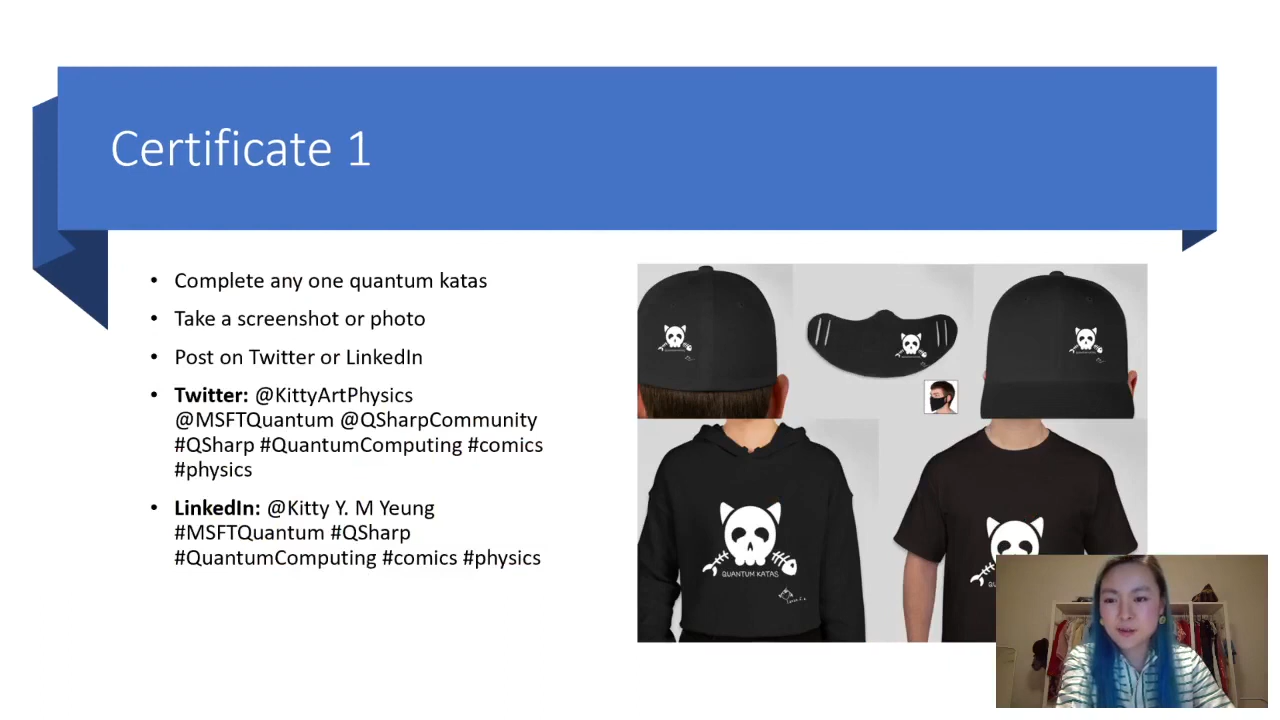 Certificate 1
• Complete any one quantum katas
• Take a screenshot or photo
• Post on Twitter or LinkedIn
• Twitter: @KittyArtPhysics
@MSFTQuantum @QSharpCommunity
#QSharp #QuantumComputing #comics
#physics
• LinkedIn: @Kitty Y. M Yeung
#MSFTQuantum #QSharp
#QuantumComputing #comics #physics
QUANTUM KATAS